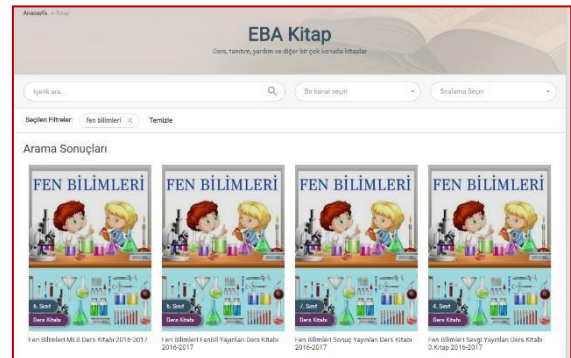 Anasayfa > Kitap
EBA Kitap
Ders, tanıtım, yardım ve diğer bir çok konuda kitaplar
İçerik ara...
Bir kanal seçin
Sıralama Seçin
Seçilen Filtreler: fen bilimleri × Temizle
Arama Sonuçları
FEN BİLİMLERİ
6. Sınıf
Ders Kitabı
Fen Bilimleri MEB Ders Kitabı 2016-2017
FEN BİLİMLERİ
6. Sınıf
Ders Kitabı
Fen Bilimleri FenBil Yayınları Ders Kitabı
2016-2017
FEN BİLİMLERİ
7. Sınıf
Ders Kitabı
Fen Bilimleri Sonuç Yayınları Ders Kitabı
2016-2017
FEN BİLİMLERİ
4. Sınıf
Ders Kitabı
Fen Bilimleri Sevgi Yayınları Ders Kitabı
3.Kitap 2016-2017